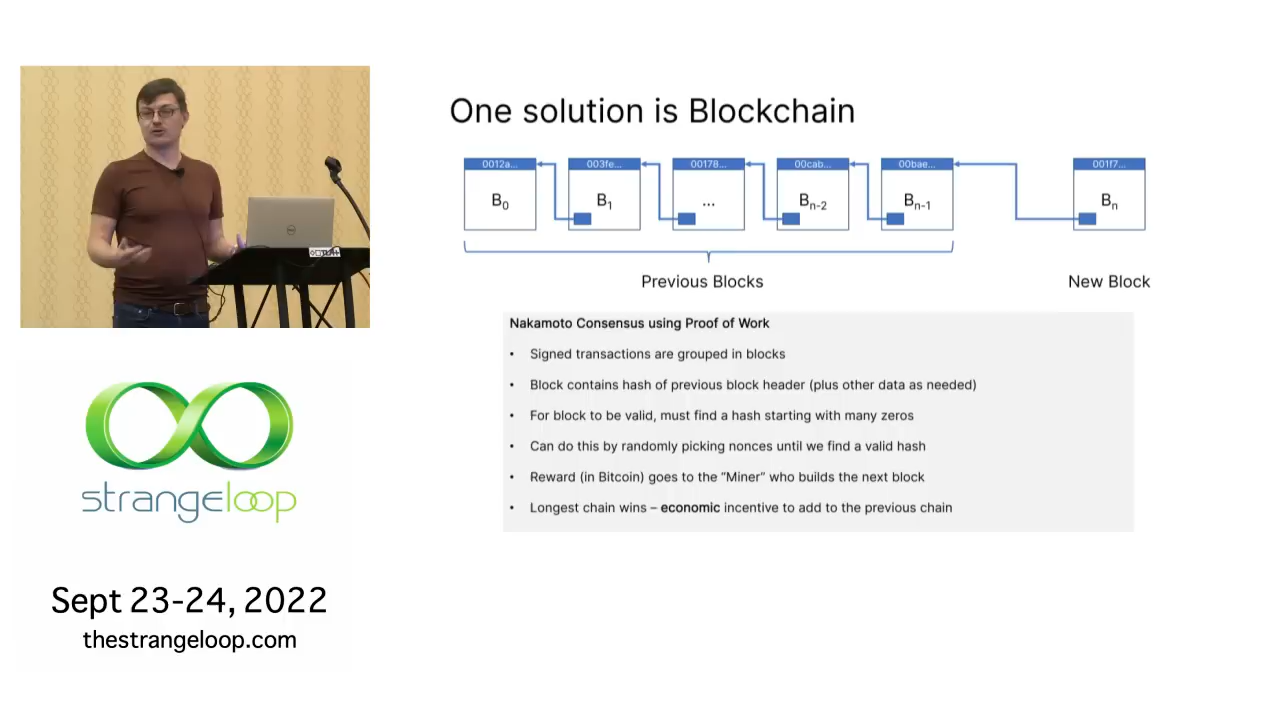 One solution is Blockchain
0012a...
003fe...
00178...
00cab...
00bae...
001f7...
B0
B1
...
Bn-2
Bn-1
Bn
Previous Blocks
New Block
Nakamoto Consensus using Proof of Work
• Signed transactions are grouped in blocks
• Block contains hash of previous block header (plus other data as needed)
• For block to be valid, must find a hash starting with many zeros
• Can do this by randomly picking nonces until we find a valid hash
• Reward (in Bitcoin) goes to the “Miner” who builds the next block
• Longest chain wins – economic incentive to add to the previous chain
strangeloop
Sept 23-24, 2022
thestrangeloop.com